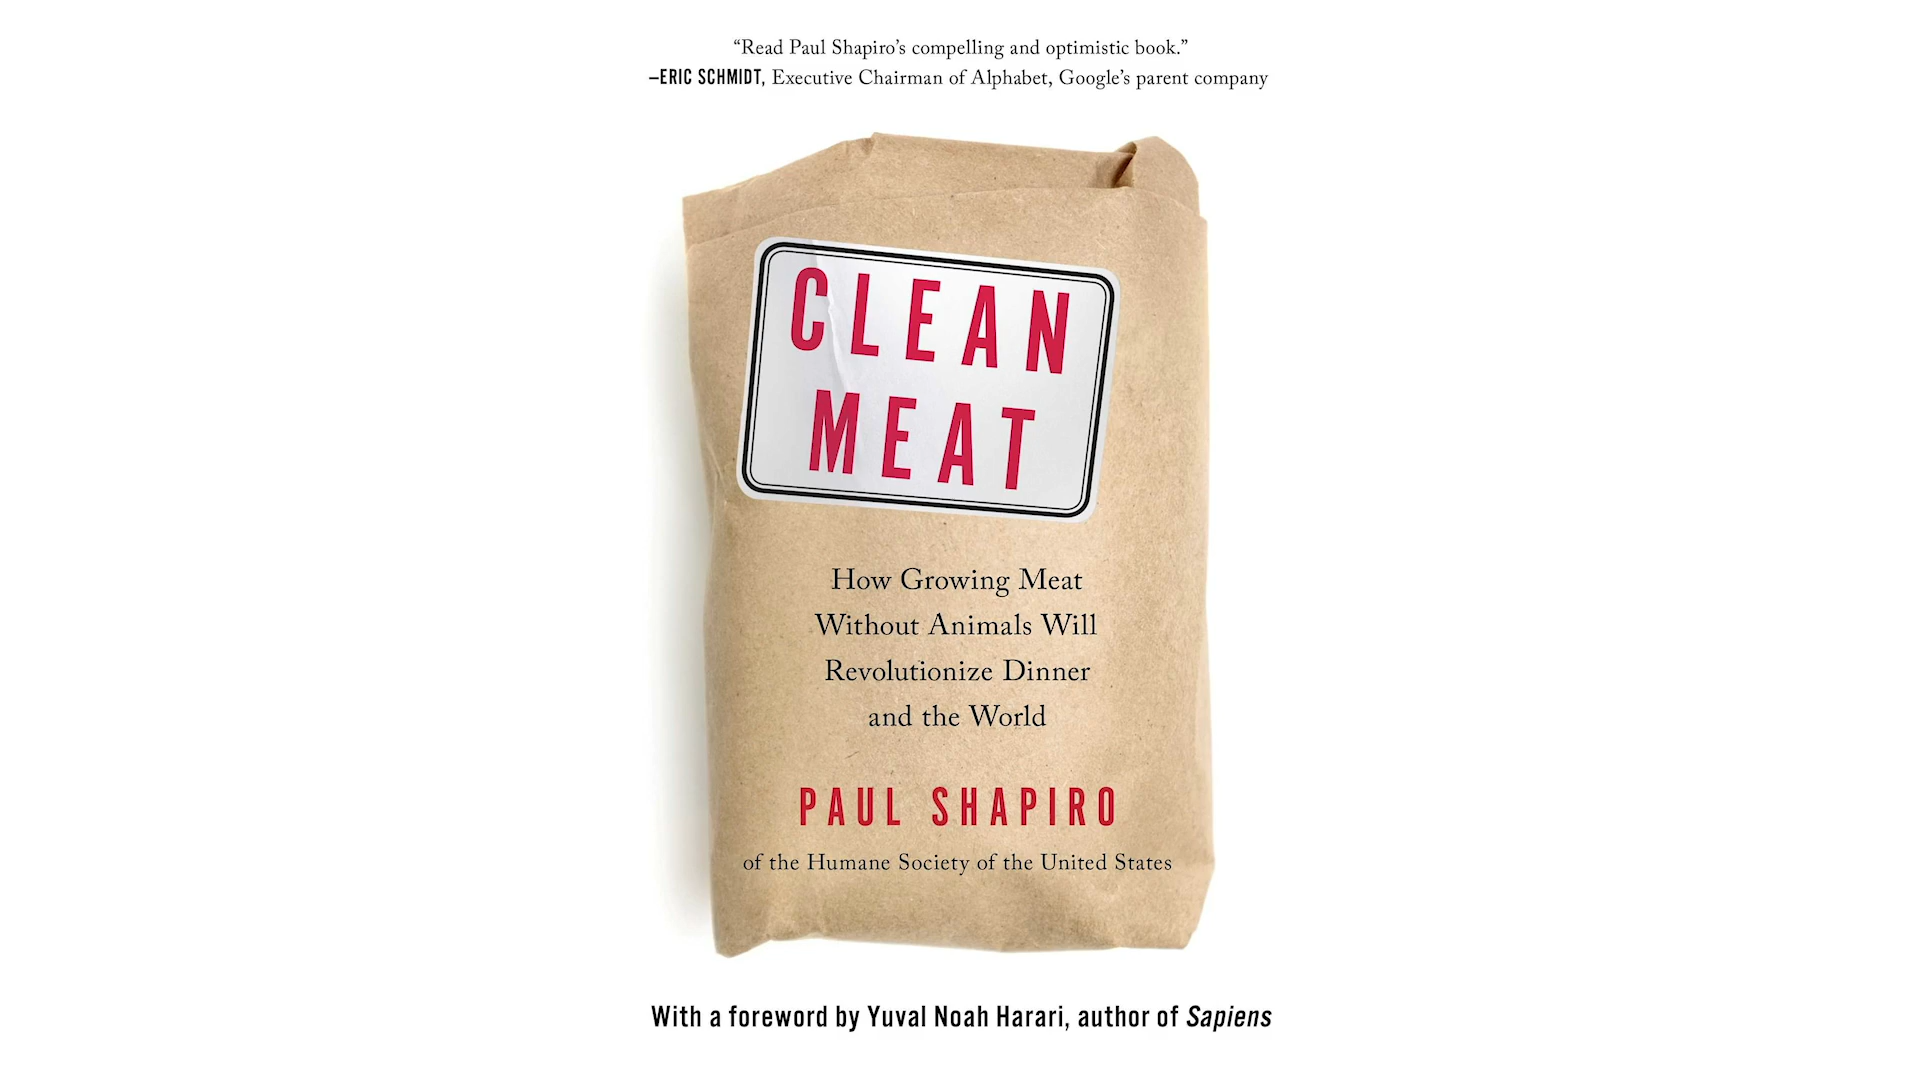 “Read Paul Shapiro’s compelling and optimistic book.”
–ERIC SCHMIDT, Executive Chairman of Alphabet, Google’s parent company
CLEAN
MEAT
How Growing Meat
Without Animals Will
Revolutionize Dinner
and the World
PAUL SHAPIRO
of the Humane Society of the United States
With a foreword by Yuval Noah Harari, author of Sapiens